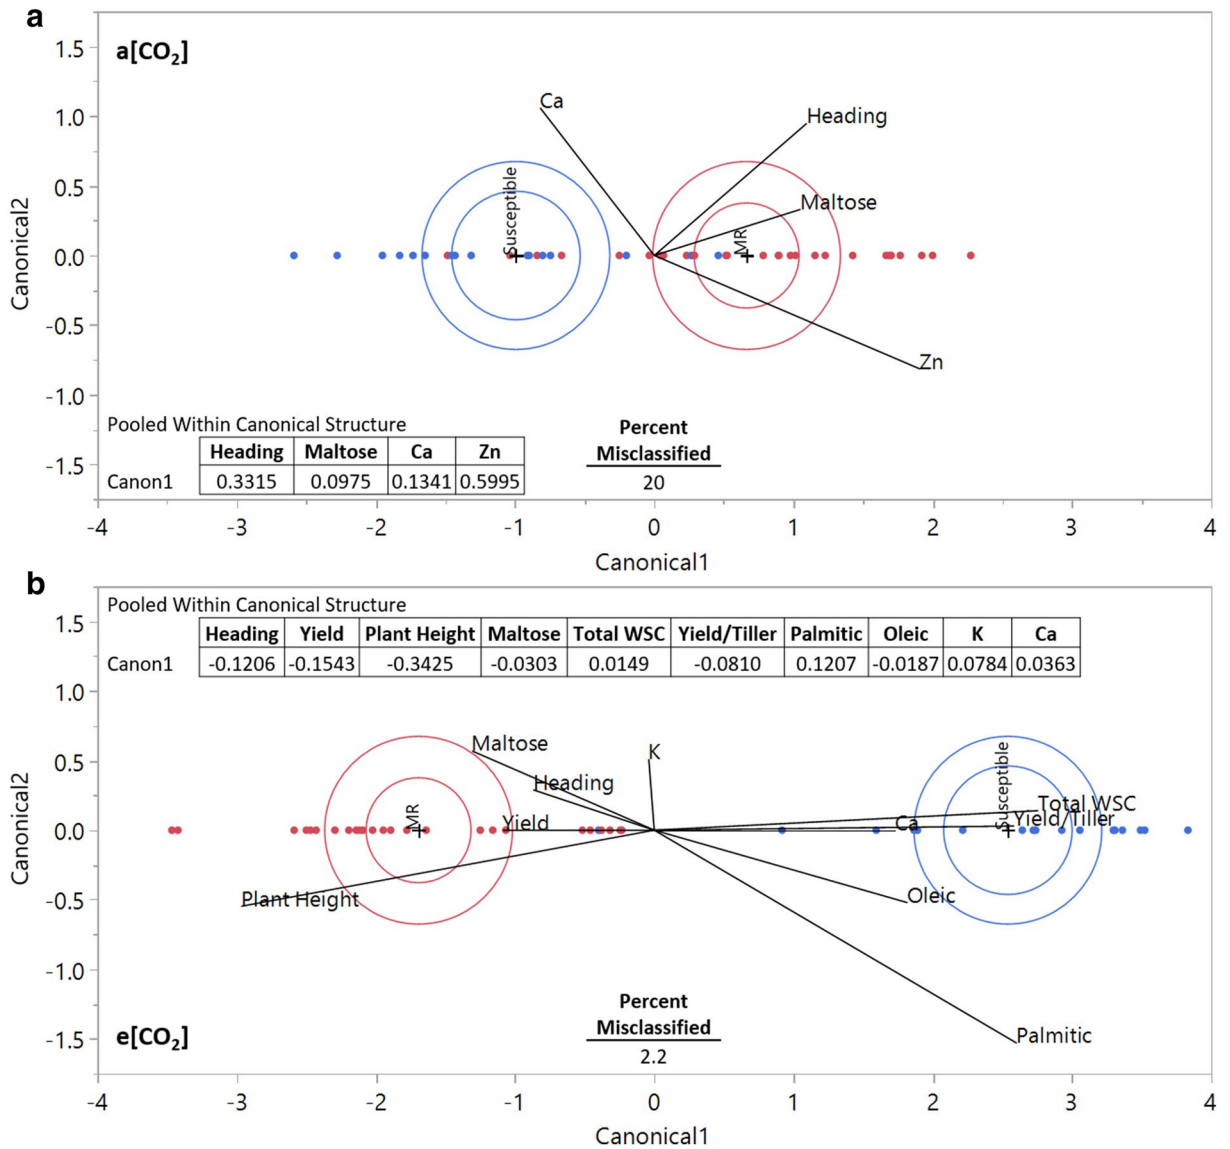 a
a[CO2]
1.5
1.0
0.5
0.0
-0.5
-1.0
-1.5
Canonical2
Ca
Heading
Maltose
Zn
Susceptible
MR
Pooled Within Canonical Structure
Heading Maltose Ca Zn
Canon1 0.3315 0.0975 0.1341 0.5995
Percent
Misclassified
20
-4 -3 -2 -1 0 1 2 3 4
Canonical1
b
Pooled Within Canonical Structure
Heading Yield Plant Height Maltose Total WSC Yield/Tiller Palmitic Oleic K Ca
Canon1 -0.1206 -0.1543 -0.3425 -0.0303 0.0149 -0.0810 0.1207 -0.0187 0.0784 0.0363
1.5
1.0
0.5
0.0
-0.5
-1.0
-1.5
Canonical2
Maltose
K
Heading
Yield
Plant Height
MR
Susceptible
Total WSC
Ca
Yield/Tiller
Oleic
Palmitic
Percent
Misclassified
2.2
e[CO2]
-4 -3 -2 -1 0 1 2 3 4
Canonical1